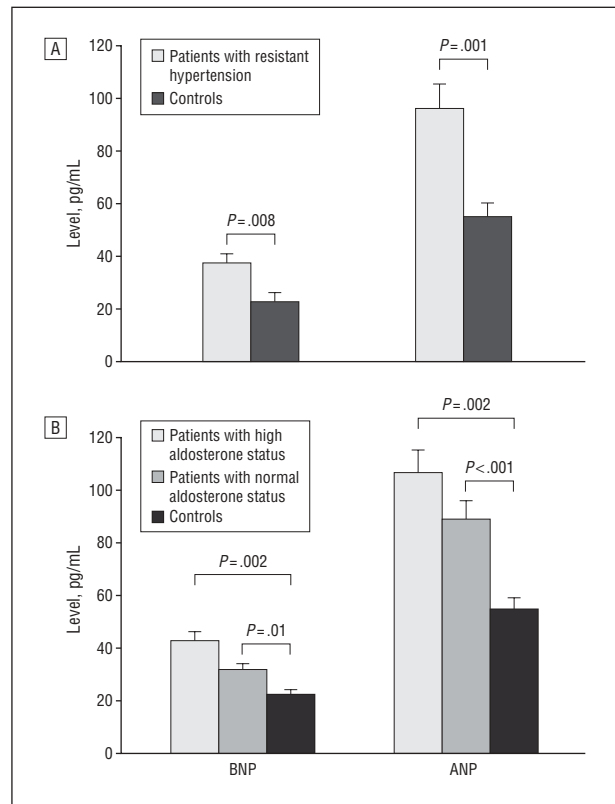 A
Level, pg/mL
120
100
80
60
40
20
0
Patients with resistant
hypertension
Controls
P=.008
P=.001
B
Level, pg/mL
120
100
80
60
40
20
0
Patients with high
aldosterone status
Patients with normal
aldosterone status
Controls
P=.002
P=.01
P=.002
P<.001
BNP
ANP